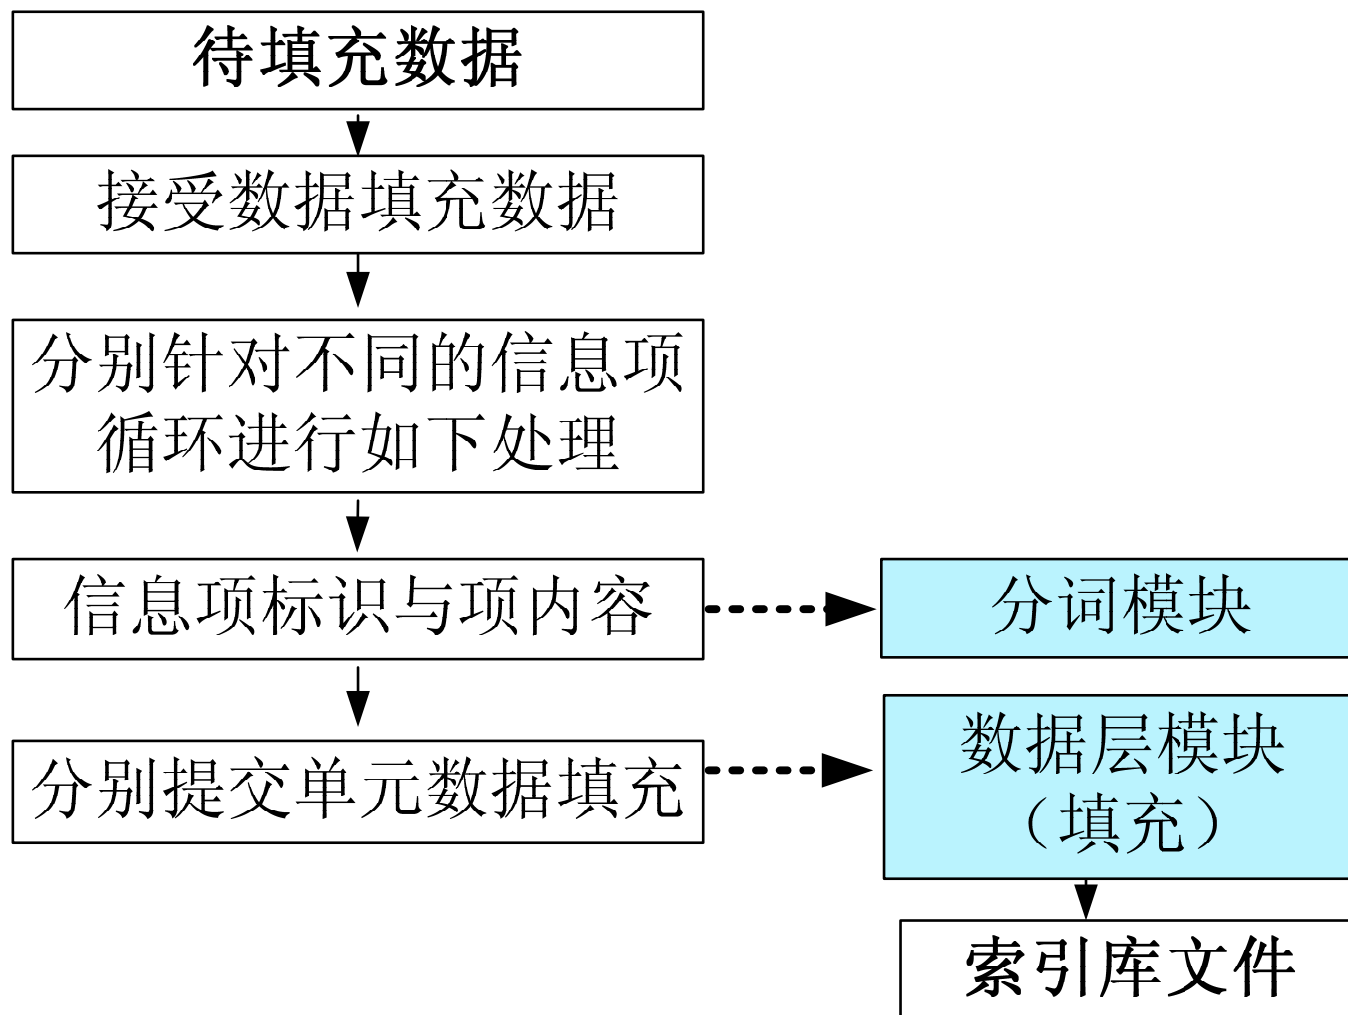 待填充数据
接受数据填充数据
分别针对不同的信息项
循环进行如下处理
信息项标识与项内容
分词模块
分别提交单元数据填充
数据层模块
（填充）
索引库文件